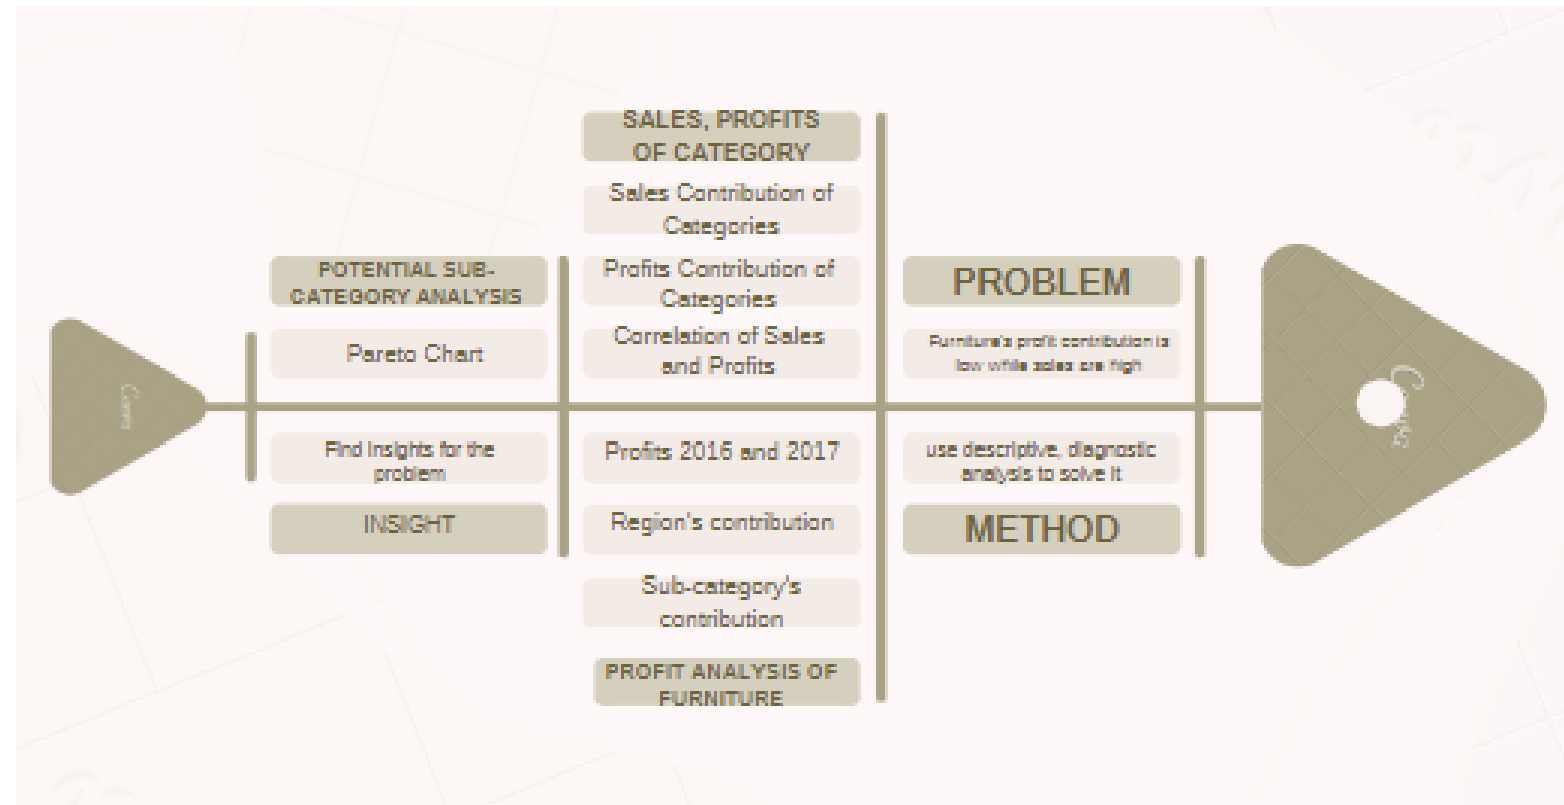 SALES, PROFITS
OF CATEGORY
Sales Contribution of
Categories
Profits Contribution of
Categories
Correlation of Sales
and Profits
POTENTIAL SUB-
CATEGORY ANALYSIS
Pareto Chart
PROBLEM
Furniture's profit contribution is
low while sales are high
Find insights for the
problem
INSIGHT
Profits 2016 and 2017
Region's contribution
Sub-category's
contribution
PROFIT ANALYSIS OF
FURNITURE
use descriptive, diagnostic
analysis to solve it
METHOD